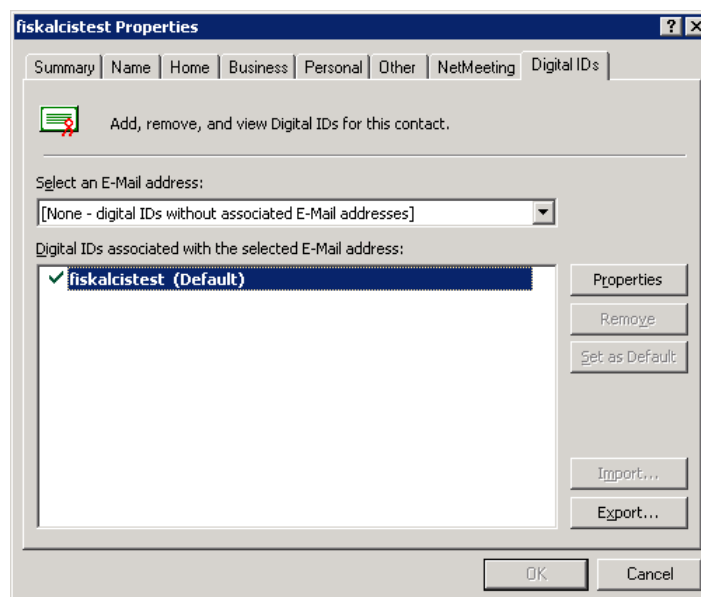 fiskalcistest Properties
Summary Name Home Business Personal Other NetMeeting Digital IDs
Add, remove, and view Digital IDs for this contact.
Select an E-Mail address:
[None - digital IDs without associated E-Mail addresses]
Digital IDs associated with the selected E-Mail address:
fiskalcistest (Default)
Properties
Remove
Set as Default
Import...
Export...
OK Cancel